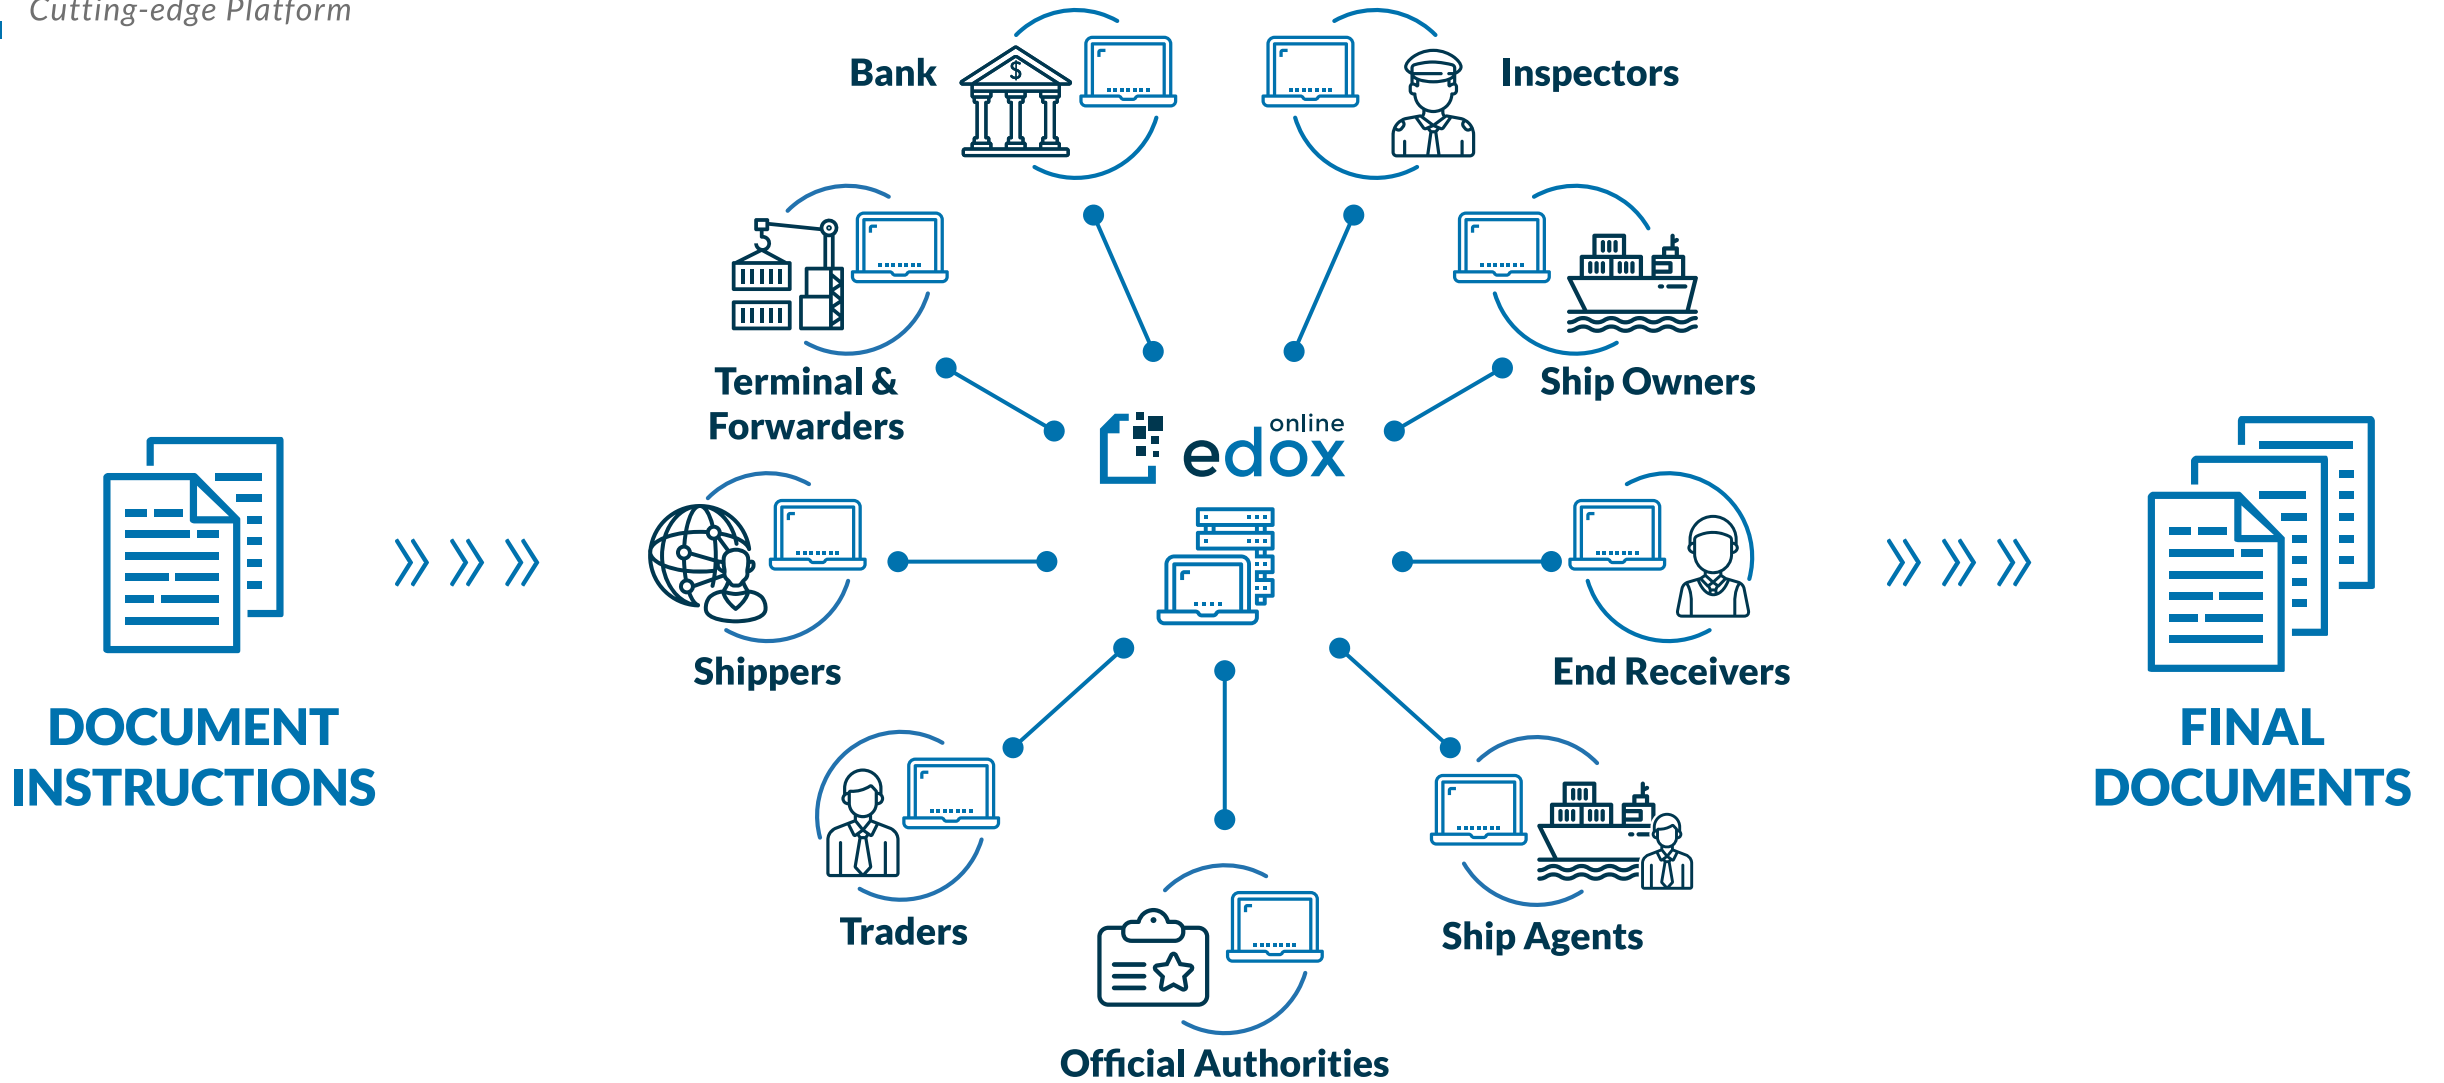 Cutting-edge Platform
Bank
Inspectors
Terminal &
Forwarders
Ship Owners
online
edox
Shippers
End Receivers
DOCUMENT
INSTRUCTIONS
FINAL
DOCUMENTS
Traders
Ship Agents
Official Authorities
$